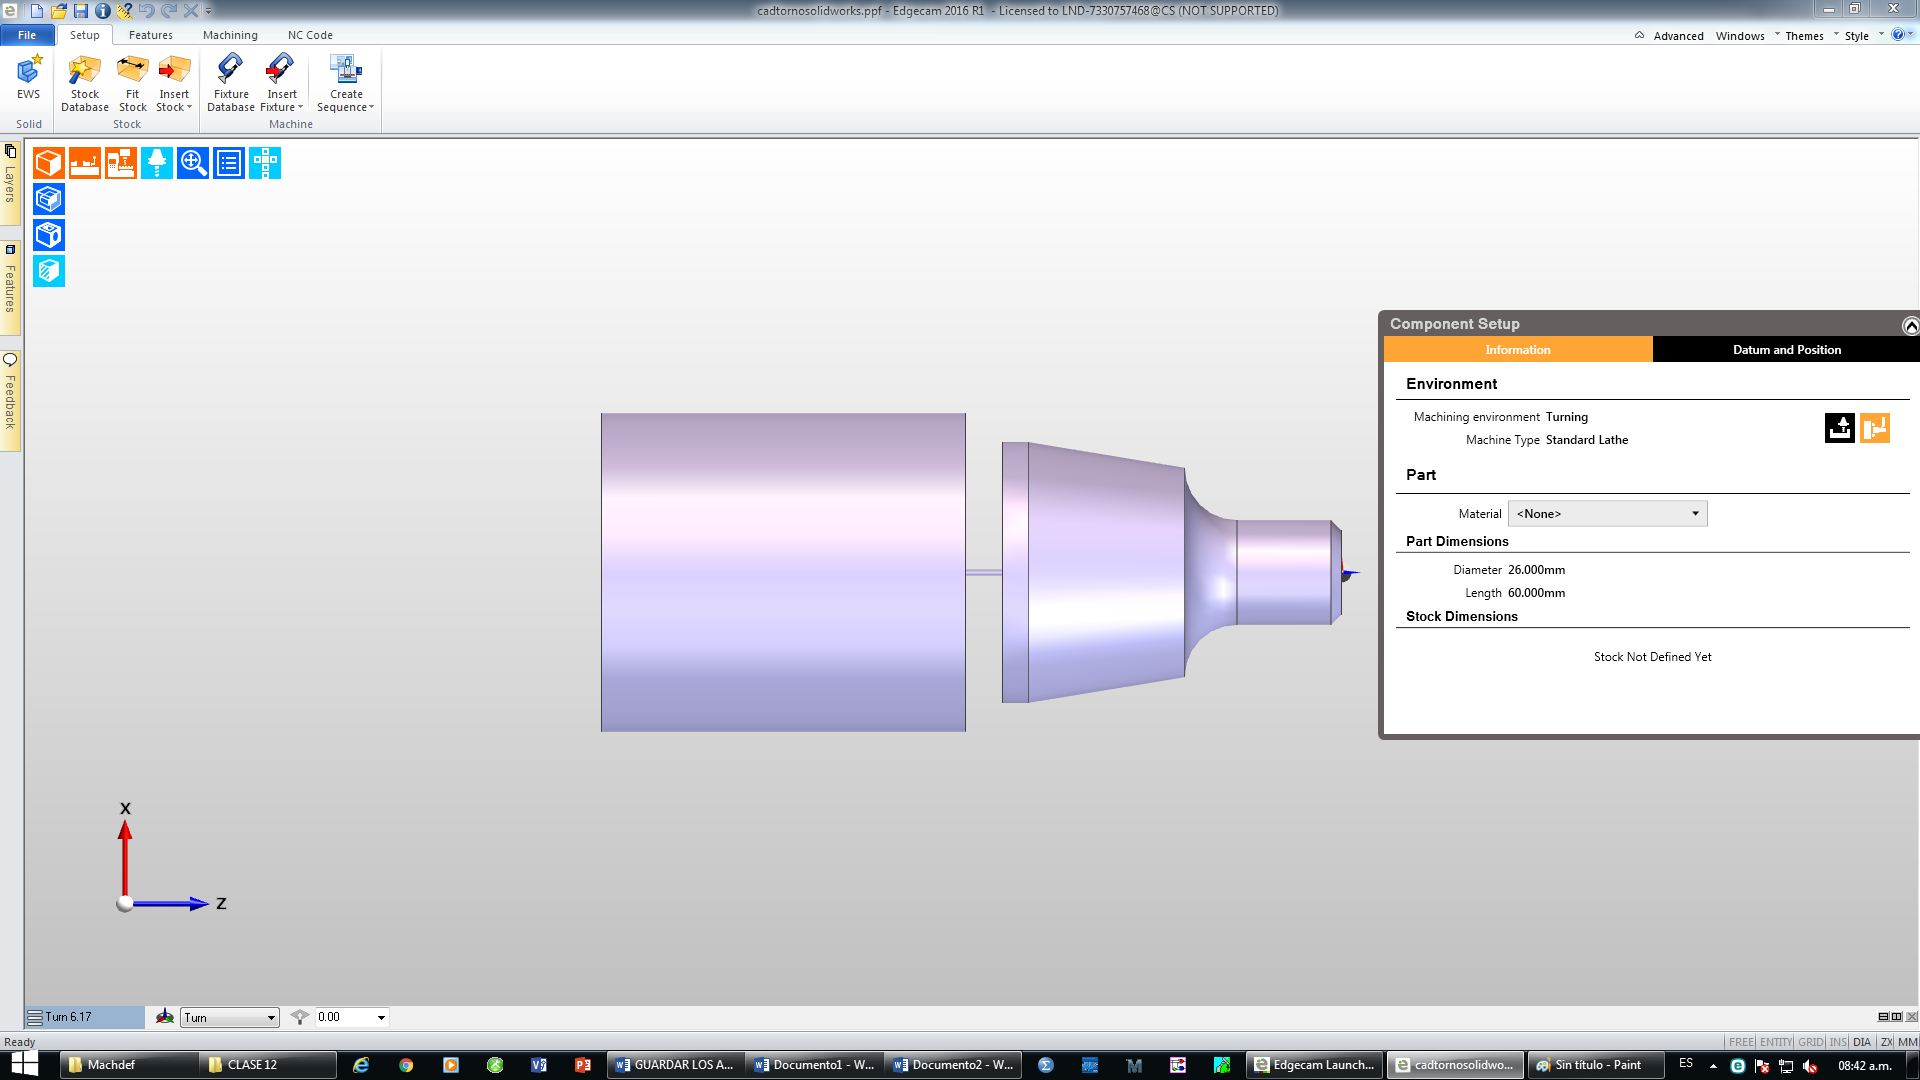 cadtornosolidworks.ppf - Edgecam 2016 R1 - Licensed to LND-7330757468@CS (NOT SUPPORTED)
File Setup Features Machining NC Code
Advanced Windows Themes Style
EWS
Stock Database
Fit Stock
Insert Stock
Fixture Database
Insert Fixture
Create Sequence
Solid Stock Machine
Layers
Features
Feedback
Component Setup
Information Datum and Position
Environment
Machining environment Turning
Machine Type Standard Lathe
Part
Material <None>
Part Dimensions
Diameter 26.000mm
Length 60.000mm
Stock Dimensions
Stock Not Defined Yet
X
Z
Turn 6.17 Turn 0.00
Ready
FREE ENTITY GRID INS DIA ZX MM
Machdef CLASE 12 GUARDAR LOS A... Documento1 - W... Documento2 - W... Edgecam Launch... cadtornosolidwo... Sin título - Paint ES 08:42 a.m.